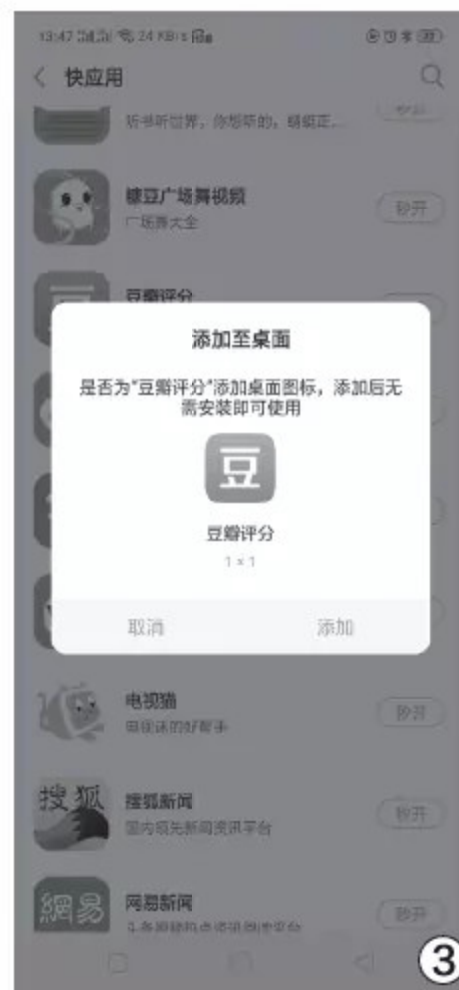 13:47
24 KB/s
快应用
听书听世界，你想听的，蜻蜓正...
糖豆广场舞视频
广场舞大全
秒开
豆瓣评分
添加至桌面
是否为“豆瓣评分”添加桌面图标，添加后无
需安装即可使用
豆
豆瓣评分
1×1
取消
添加
电视猫
电视迷的好帮手
秒开
搜狐
搜狐新闻
国内领先新闻资讯平台
秒开
網易
网易新闻
秒开
3